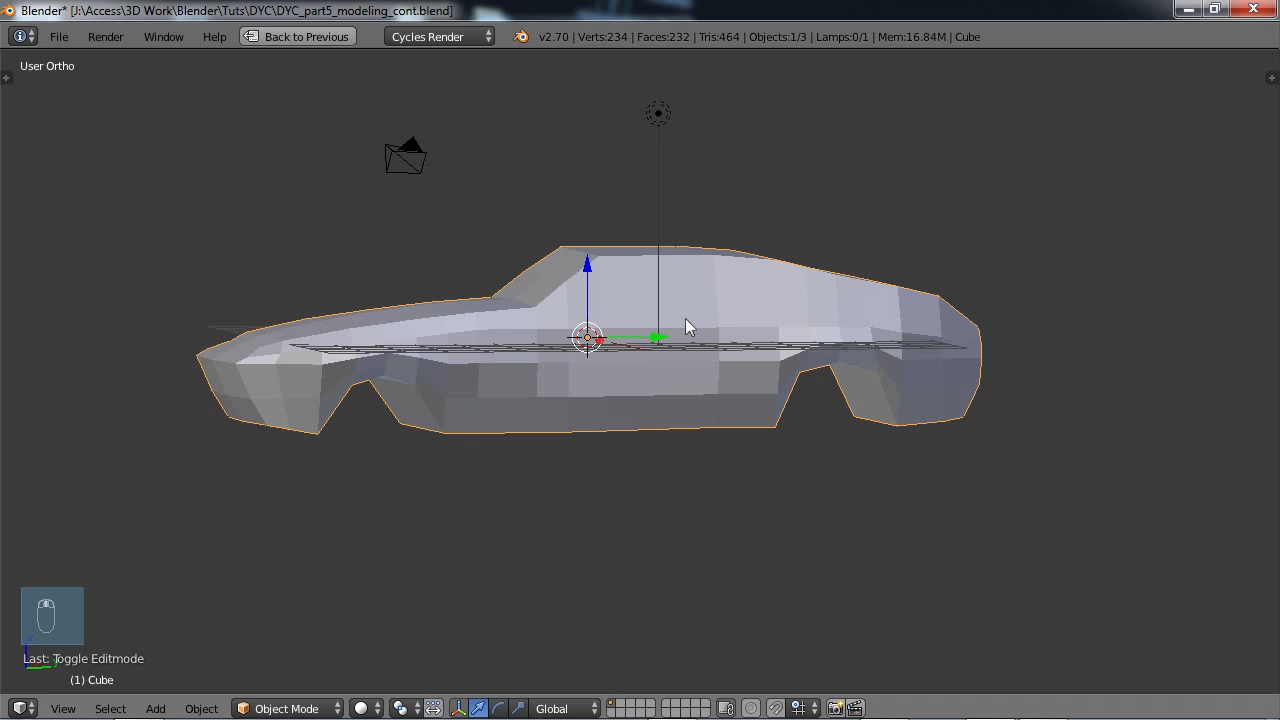 Blender* [J:\Access\3D Work\Blender\Tuts\DYC\DYC_part5_modeling_cont.blend]
File Render Window Help Back to Previous Cycles Render v2.70 | Verts:234 | Faces:232 | Tris:464 | Objects:1/3 | Lamps:0/1 | Mem:16.84M | Cube
User Ortho
z
Last: Toggle Editmode
(1) Cube
View Select Add Object Object Mode Global